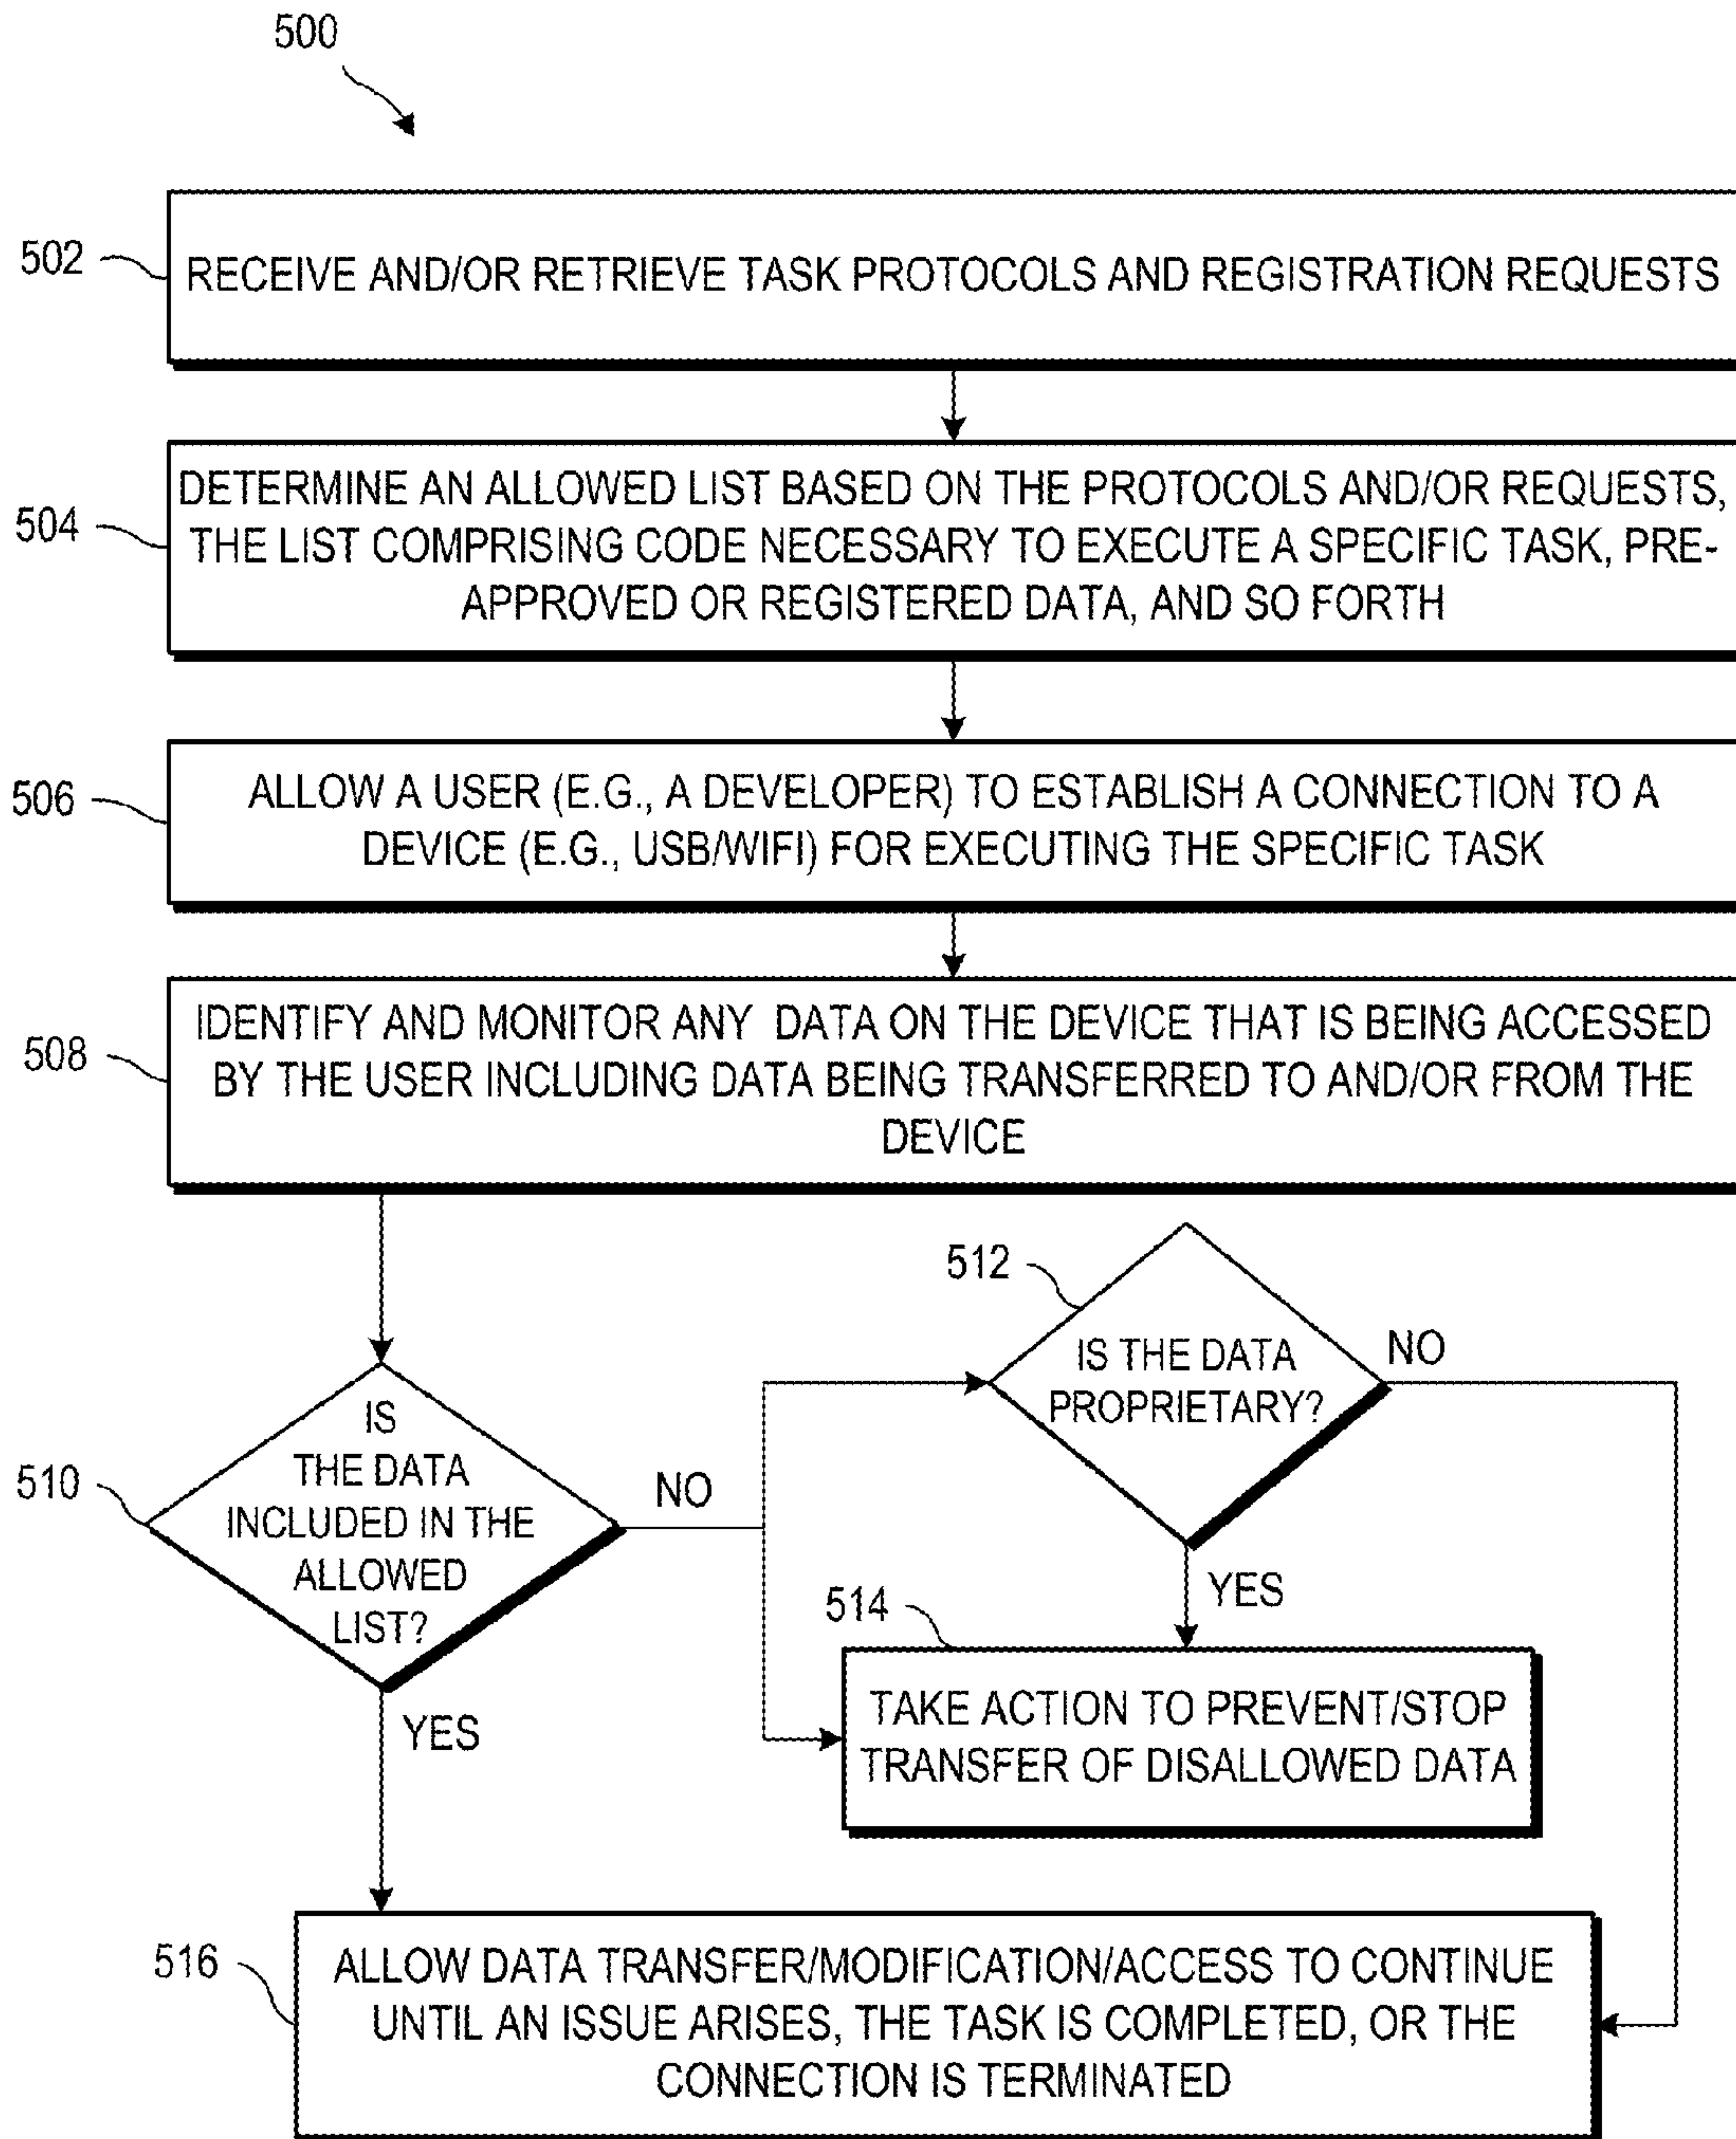 500
502
RECEIVE AND/OR RETRIEVE TASK PROTOCOLS AND REGISTRATION REQUESTS
504
DETERMINE AN ALLOWED LIST BASED ON THE PROTOCOLS AND/OR REQUESTS,
THE LIST COMPRISING CODE NECESSARY TO EXECUTE A SPECIFIC TASK, PRE-
APPROVED OR REGISTERED DATA, AND SO FORTH
506
ALLOW A USER (E.G., A DEVELOPER) TO ESTABLISH A CONNECTION TO A
DEVICE (E.G., USB/WIFI) FOR EXECUTING THE SPECIFIC TASK
508
IDENTIFY AND MONITOR ANY DATA ON THE DEVICE THAT IS BEING ACCESSED
BY THE USER INCLUDING DATA BEING TRANSFERRED TO AND/OR FROM THE
DEVICE
510
IS
THE DATA
INCLUDED IN THE
ALLOWED
LIST?
NO
YES
512
IS THE DATA
PROPRIETARY?
NO
YES
514
TAKE ACTION TO PREVENT/STOP
TRANSFER OF DISALLOWED DATA
516
ALLOW DATA TRANSFER/MODIFICATION/ACCESS TO CONTINUE
UNTIL AN ISSUE ARISES, THE TASK IS COMPLETED, OR THE
CONNECTION IS TERMINATED